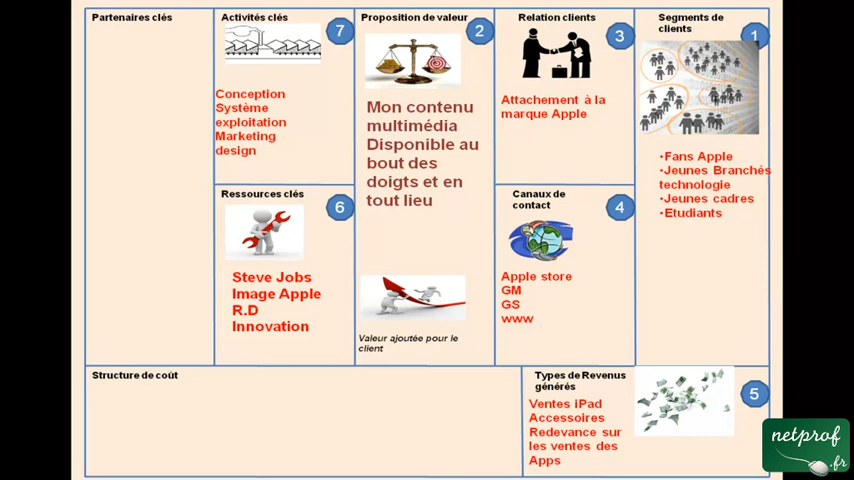 Partenaires clés
Activités clés
7
Conception
Système
exploitation
Marketing
design
Proposition de valeur
2
Mon contenu
multimédia
Disponible au
bout des
doigts et en
tout lieu
Valeur ajoutée pour le
client
Relation clients
3
Attachement à la
marque Apple
Segments de
clients
1
•Fans Apple
•Jeunes Branchés
technologie
•Jeunes cadres
•Etudiants
Ressources clés
6
Steve Jobs
Image Apple
R.D
Innovation
Canaux de
contact
4
Apple store
GM
GS
www
Structure de coût
Types de Revenus
générés
5
Ventes iPad
Accessoires
Redevance sur
les ventes des
Apps
netprof
.fr